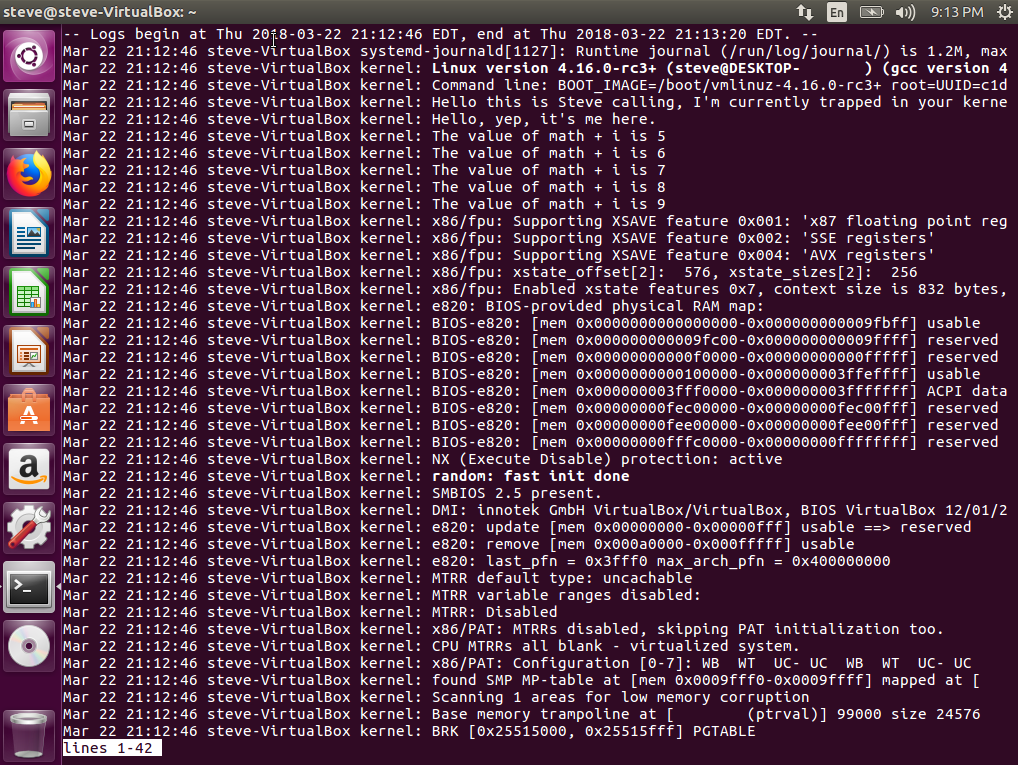 steve@steve-VirtualBox: ~
En
9:13 PM
-- Logs begin at Thu 2018-03-22 21:12:46 EDT, end at Thu 2018-03-22 21:13:20 EDT. --
Mar 22 21:12:46 steve-VirtualBox systemd-journald[1127]: Runtime journal (/run/log/journal/) is 1.2M, max
Mar 22 21:12:46 steve-VirtualBox kernel: Linux version 4.16.0-rc3+ (steve@DESKTOP- ) (gcc version 4
Mar 22 21:12:46 steve-VirtualBox kernel: Command line: BOOT_IMAGE=/boot/vmlinuz-4.16.0-rc3+ root=UUID=c1d
Mar 22 21:12:46 steve-VirtualBox kernel: Hello this is Steve calling, I'm currently trapped in your kerne
Mar 22 21:12:46 steve-VirtualBox kernel: Hello, yep, it's me here.
Mar 22 21:12:46 steve-VirtualBox kernel: The value of math + i is 5
Mar 22 21:12:46 steve-VirtualBox kernel: The value of math + i is 6
Mar 22 21:12:46 steve-VirtualBox kernel: The value of math + i is 7
Mar 22 21:12:46 steve-VirtualBox kernel: The value of math + i is 8
Mar 22 21:12:46 steve-VirtualBox kernel: The value of math + i is 9
Mar 22 21:12:46 steve-VirtualBox kernel: x86/fpu: Supporting XSAVE feature 0x001: 'x87 floating point reg
Mar 22 21:12:46 steve-VirtualBox kernel: x86/fpu: Supporting XSAVE feature 0x002: 'SSE registers'
Mar 22 21:12:46 steve-VirtualBox kernel: x86/fpu: Supporting XSAVE feature 0x004: 'AVX registers'
Mar 22 21:12:46 steve-VirtualBox kernel: x86/fpu: xstate_offset[2]:  576, xstate_sizes[2]:  256
Mar 22 21:12:46 steve-VirtualBox kernel: x86/fpu: Enabled xstate features 0x7, context size is 832 bytes,
Mar 22 21:12:46 steve-VirtualBox kernel: e820: BIOS-provided physical RAM map:
Mar 22 21:12:46 steve-VirtualBox kernel: BIOS-e820: [mem 0x0000000000000000-0x000000000009fbff] usable
Mar 22 21:12:46 steve-VirtualBox kernel: BIOS-e820: [mem 0x000000000009fc00-0x000000000009ffff] reserved
Mar 22 21:12:46 steve-VirtualBox kernel: BIOS-e820: [mem 0x00000000000f0000-0x00000000000fffff] reserved
Mar 22 21:12:46 steve-VirtualBox kernel: BIOS-e820: [mem 0x0000000000100000-0x000000003ffeffff] usable
Mar 22 21:12:46 steve-VirtualBox kernel: BIOS-e820: [mem 0x000000003fff0000-0x000000003fffffff] ACPI data
Mar 22 21:12:46 steve-VirtualBox kernel: BIOS-e820: [mem 0x00000000fec00000-0x00000000fec00fff] reserved
Mar 22 21:12:46 steve-VirtualBox kernel: BIOS-e820: [mem 0x00000000fee00000-0x00000000fee00fff] reserved
Mar 22 21:12:46 steve-VirtualBox kernel: BIOS-e820: [mem 0x00000000fffc0000-0x00000000ffffffff] reserved
Mar 22 21:12:46 steve-VirtualBox kernel: NX (Execute Disable) protection: active
Mar 22 21:12:46 steve-VirtualBox kernel: random: fast init done
Mar 22 21:12:46 steve-VirtualBox kernel: SMBIOS 2.5 present.
Mar 22 21:12:46 steve-VirtualBox kernel: DMI: innotek GmbH VirtualBox/VirtualBox, BIOS VirtualBox 12/01/2
Mar 22 21:12:46 steve-VirtualBox kernel: e820: update [mem 0x00000000-0x00000fff] usable ==> reserved
Mar 22 21:12:46 steve-VirtualBox kernel: e820: remove [mem 0x000a0000-0x000fffff] usable
Mar 22 21:12:46 steve-VirtualBox kernel: e820: last_pfn = 0x3fff0 max_arch_pfn = 0x400000000
Mar 22 21:12:46 steve-VirtualBox kernel: MTRR default type: uncachable
Mar 22 21:12:46 steve-VirtualBox kernel: MTRR variable ranges disabled:
Mar 22 21:12:46 steve-VirtualBox kernel: MTRR: Disabled
Mar 22 21:12:46 steve-VirtualBox kernel: x86/PAT: MTRRs disabled, skipping PAT initialization too.
Mar 22 21:12:46 steve-VirtualBox kernel: CPU MTRRs all blank - virtualized system.
Mar 22 21:12:46 steve-VirtualBox kernel: x86/PAT: Configuration [0-7]: WB  WT  UC- UC  WB  WT  UC- UC
Mar 22 21:12:46 steve-VirtualBox kernel: found SMP MP-table at [mem 0x0009fff0-0x0009ffff] mapped at [
Mar 22 21:12:46 steve-VirtualBox kernel: Scanning 1 areas for low memory corruption
Mar 22 21:12:46 steve-VirtualBox kernel: Base memory trampoline at [        (ptrval)] 99000 size 24576
Mar 22 21:12:46 steve-VirtualBox kernel: BRK [0x25515000, 0x25515fff] PGTABLE
lines 1-42